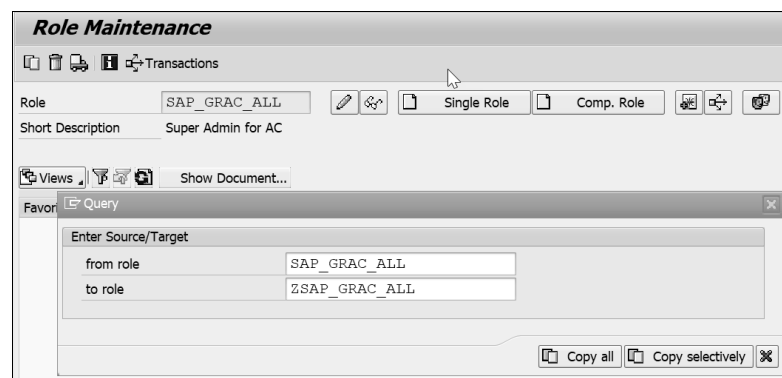 Role Maintenance
Transactions
Role SAP_GRAC_ALL Single Role Comp. Role
Short Description Super Admin for AC
Views Show Document...
Favori
Query
Enter Source/Target
from role SAP_GRAC_ALL
to role ZSAP_GRAC_ALL
Copy all Copy selectively